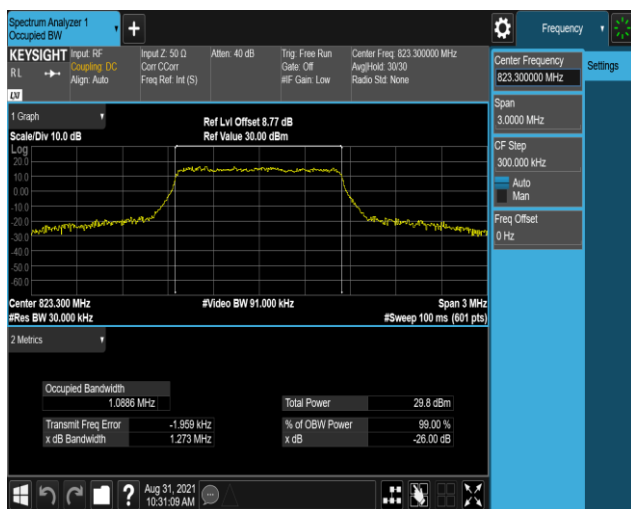 Spectrum Analyzer 1
Occupied BW
+
Frequency
KEYSIGHT
Input: RF
Input Z: 50 Ω
Atten: 40 dB
Trig: Free Run
Center Freq: 823.300000 MHz
R L
Coupling: DC
Corr CCorr
Gate: Off
Avg|Hold: 30/30
Align: Auto
Freq Ref: Int (S)
#IF Gain: Low
Radio Std: None
LXI
Center Frequency
823.300000 MHz
Settings
Span
3.0000 MHz
CF Step
300.000 kHz
Auto
Man
Freq Offset
0 Hz
1 Graph
Ref Lvl Offset 8.77 dB
Scale/Div 10.0 dB
Ref Value 30.00 dBm
Log
20.0
10.0
0.00
-10.0
-20.0
-30.0
-40.0
-50.0
-60.0
Center 823.300 MHz
#Video BW 91.000 kHz
Span 3 MHz
#Res BW 30.000 kHz
#Sweep 100 ms (601 pts)
2 Metrics
Occupied Bandwidth
1.0886 MHz
Total Power
29.8 dBm
Transmit Freq Error
-1.959 kHz
% of OBW Power
99.00 %
x dB Bandwidth
1.273 MHz
x dB
-26.00 dB
?
Aug 31, 2021
10:31:09 AM